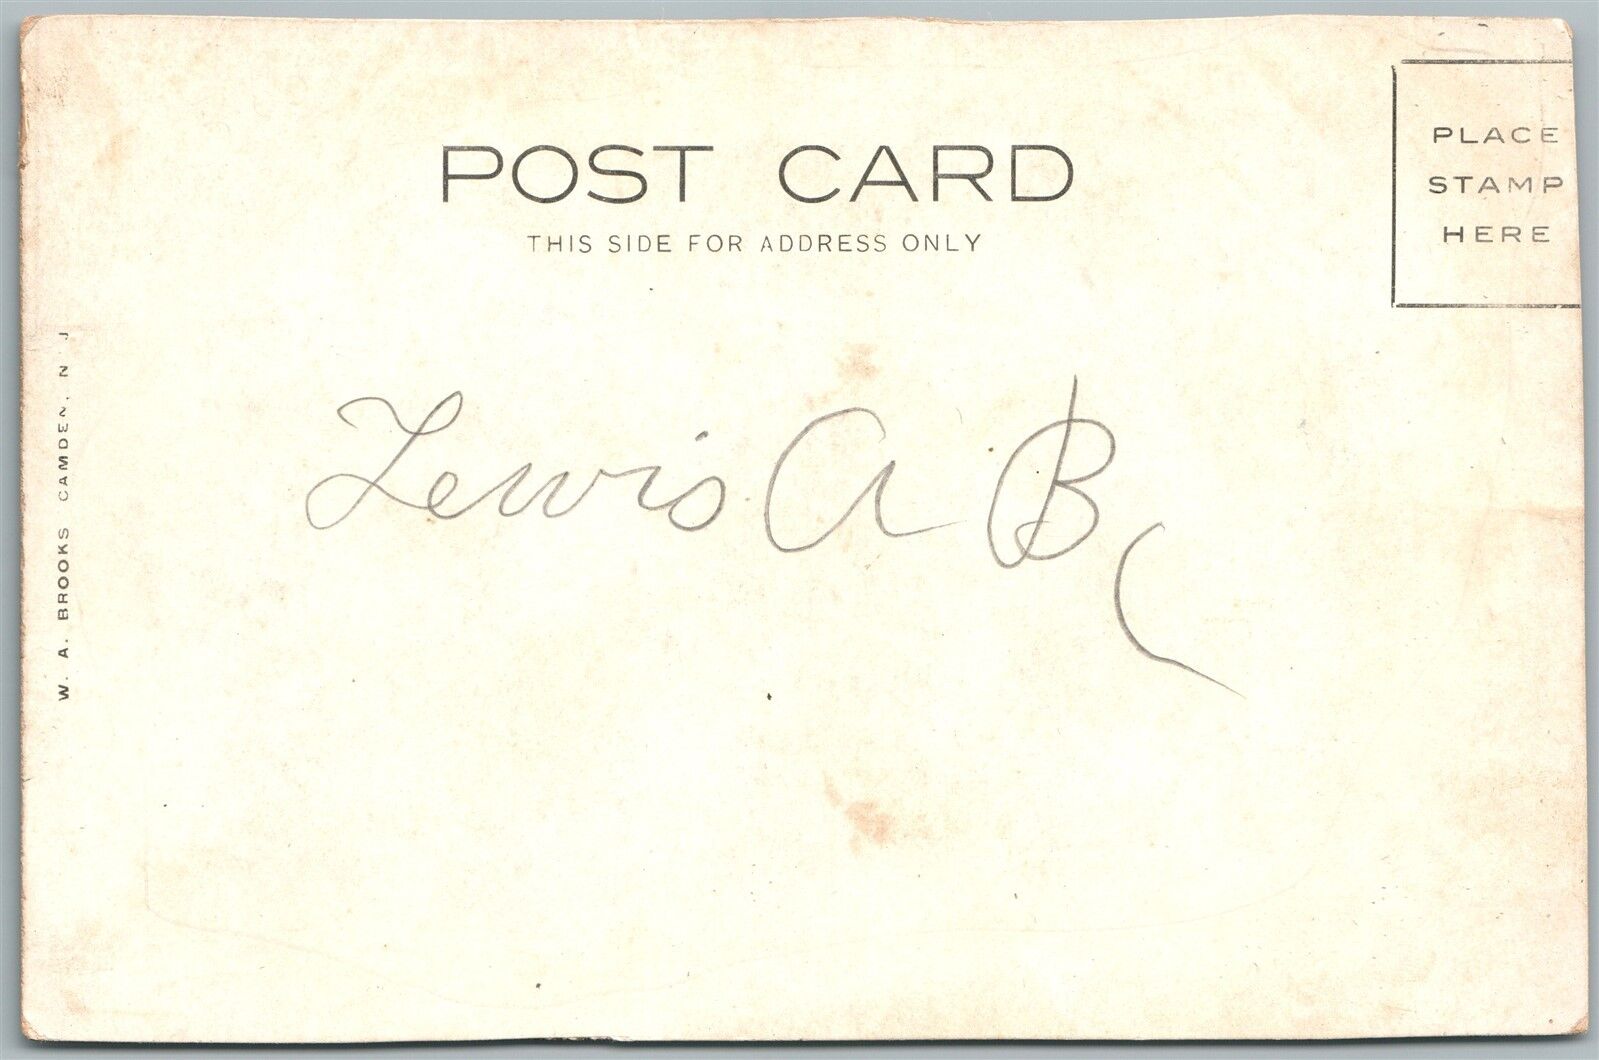 POST CARD
THIS SIDE FOR ADDRESS ONLY
PLACE
STAMP
HERE
W. A. BROOKS CAMDEN, N J
Lewis A B